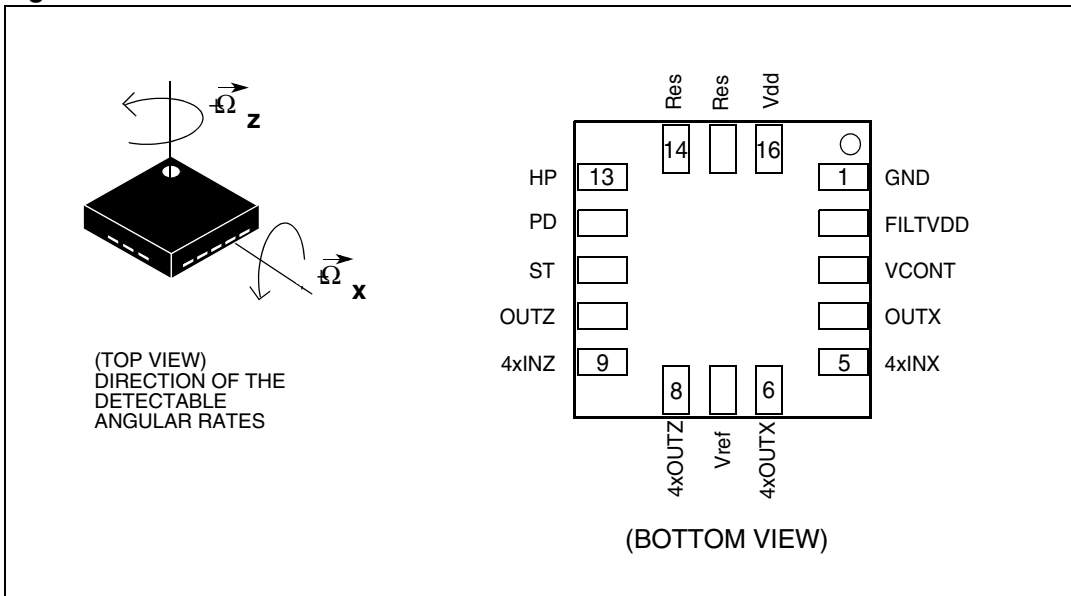 +Ω z
+Ω x
(TOP VIEW)
DIRECTION OF THE
DETECTABLE
ANGULAR RATES
Res
Res
Vdd
14
16
HP
13
1
GND
PD
FILTVDD
ST
VCONT
OUTZ
OUTX
4xINZ
9
5
4xINX
8
6
4xOUTZ
Vref
4xOUTX
(BOTTOM VIEW)